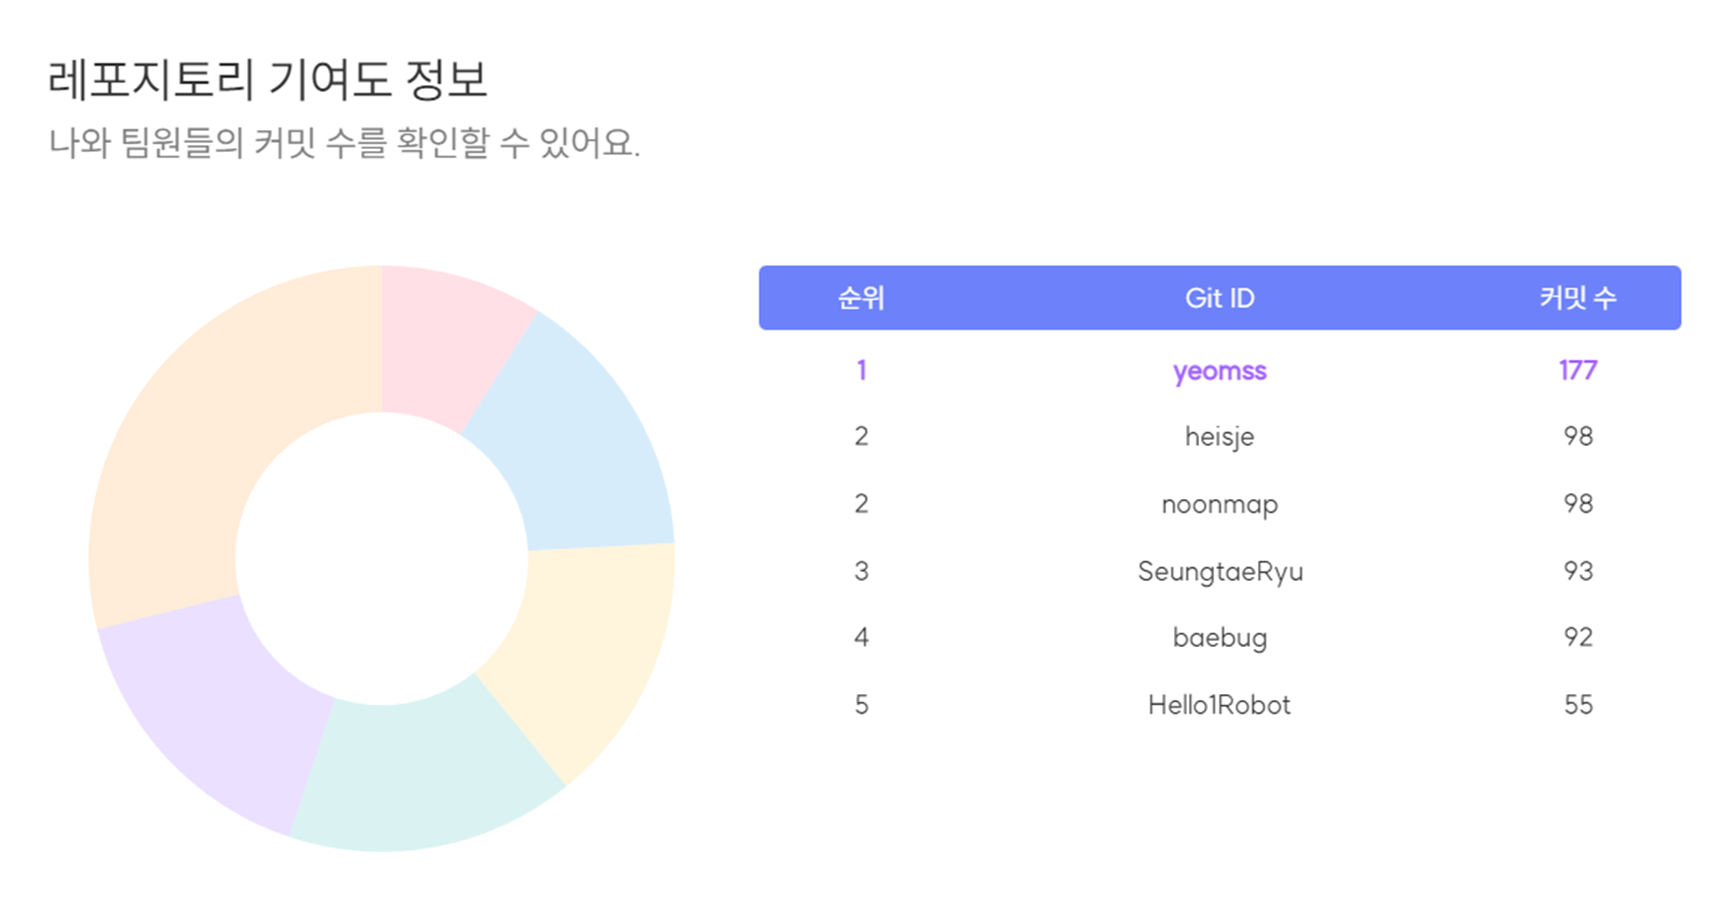 레포지토리 기여도 정보
나와 팀원들의 커밋 수를 확인할 수 있어요.
순위 Git ID 커밋 수
1 yeomss 177
2 heisje 98
2 noonmap 98
3 SeungtaeRyu 93
4 baebug 92
5 Hello1Robot 55